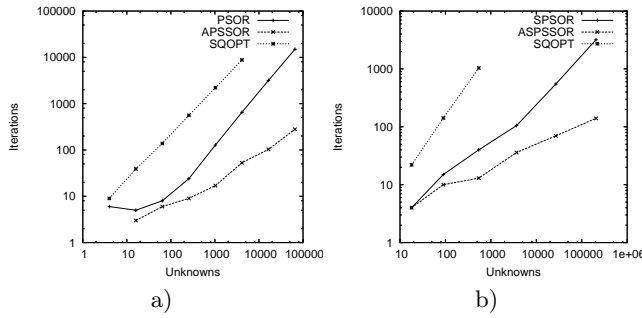 100000
10000
1000
100
10
1
Iterations
1 10 100 1000 10000 100000
Unknowns
PSOR
APSSOR
SQOPT
a)
10000
1000
100
10
1
Iterations
10 100 1000 10000 100000 1e+06
Unknowns
SPSOR
ASPSSOR
SQOPT
b)